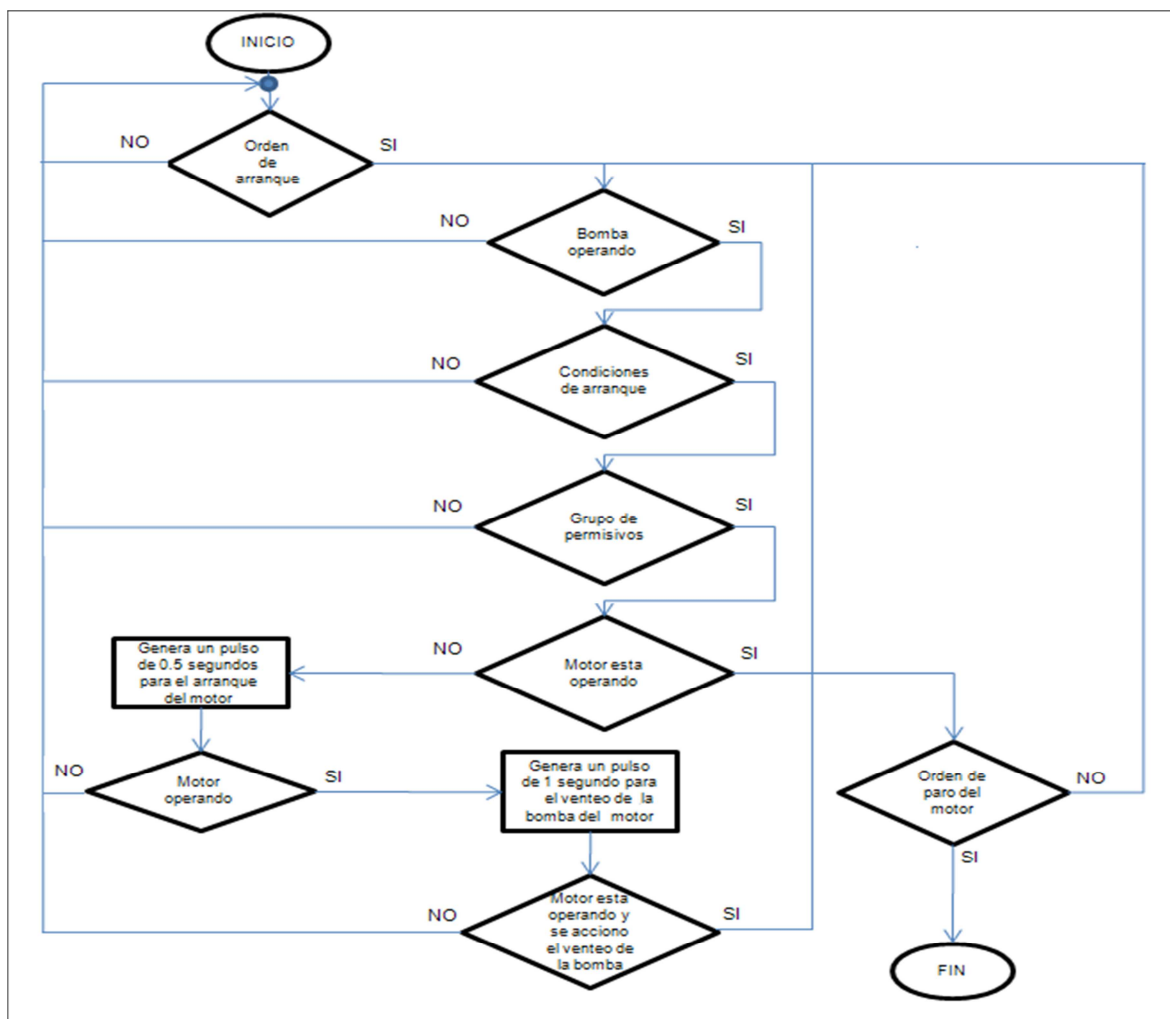 INICIO
NO
Orden
de
arranque
SI
NO
Bomba
operando
SI
NO
Condiciones
de arranque
SI
NO
Grupo de
permisivos
SI
Genera un pulso
de 0.5 segundos
para el arranque
del motor
NO
Motor esta
operando
SI
NO
Motor
operando
SI
Genera un pulso
de 1 segundo para
el venteo de la
bomba del motor
Orden de
paro del
motor
NO
SI
NO
Motor esta
operando y
se acciono
el venteo de
la bomba
SI
FIN